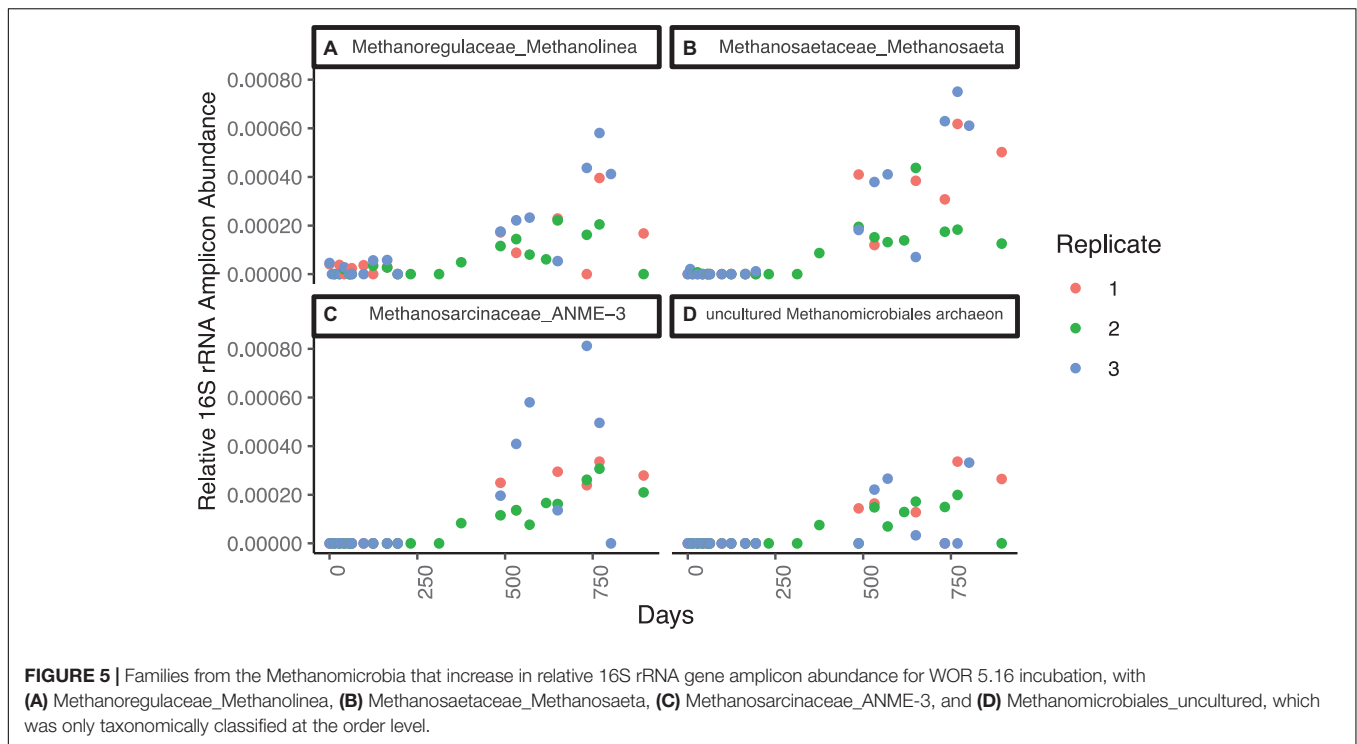 A Methanoregulaceae_Methanolinea
B Methanosaetaceae_Methanosaeta
0.00080
0.00060
0.00040
0.00020
0.00000
C Methanosarcinaceae_ANME−3
D uncultured Methanomicrobiales archaeon
0.00080
0.00060
0.00040
0.00020
0.00000
Relative 16S rRNA Amplicon Abundance
0 250 500 750
0 250 500 750
Days
Replicate
1
2
3
FIGURE 5 | Families from the Methanomicrobia that increase in relative 16S rRNA gene amplicon abundance for WOR 5.16 incubation, with
(A) Methanoregulaceae_Methanolinea, (B) Methanosaetaceae_Methanosaeta, (C) Methanosarcinaceae_ANME-3, and (D) Methanomicrobiales_uncultured, which
was only taxonomically classified at the order level.